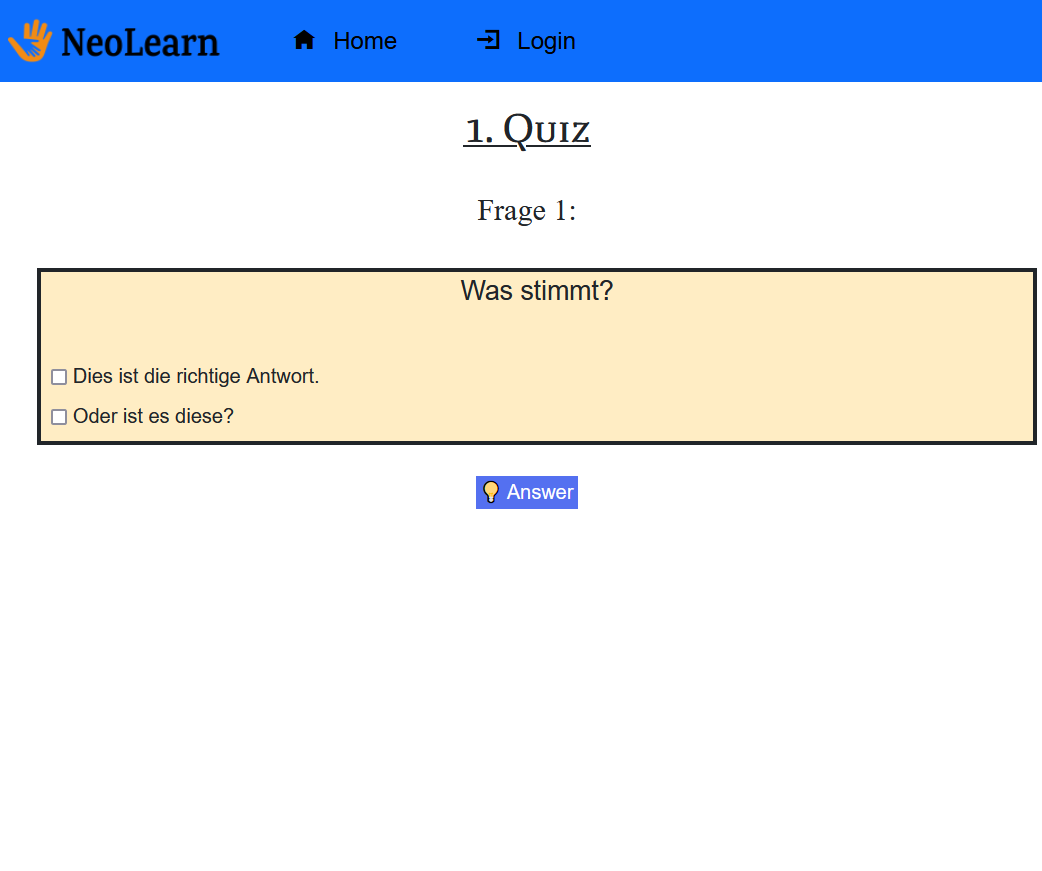 NeoLearn Home Login
1. Quiz
Frage 1:
Was stimmt?
Dies ist die richtige Antwort.
Oder ist es diese?
Answer